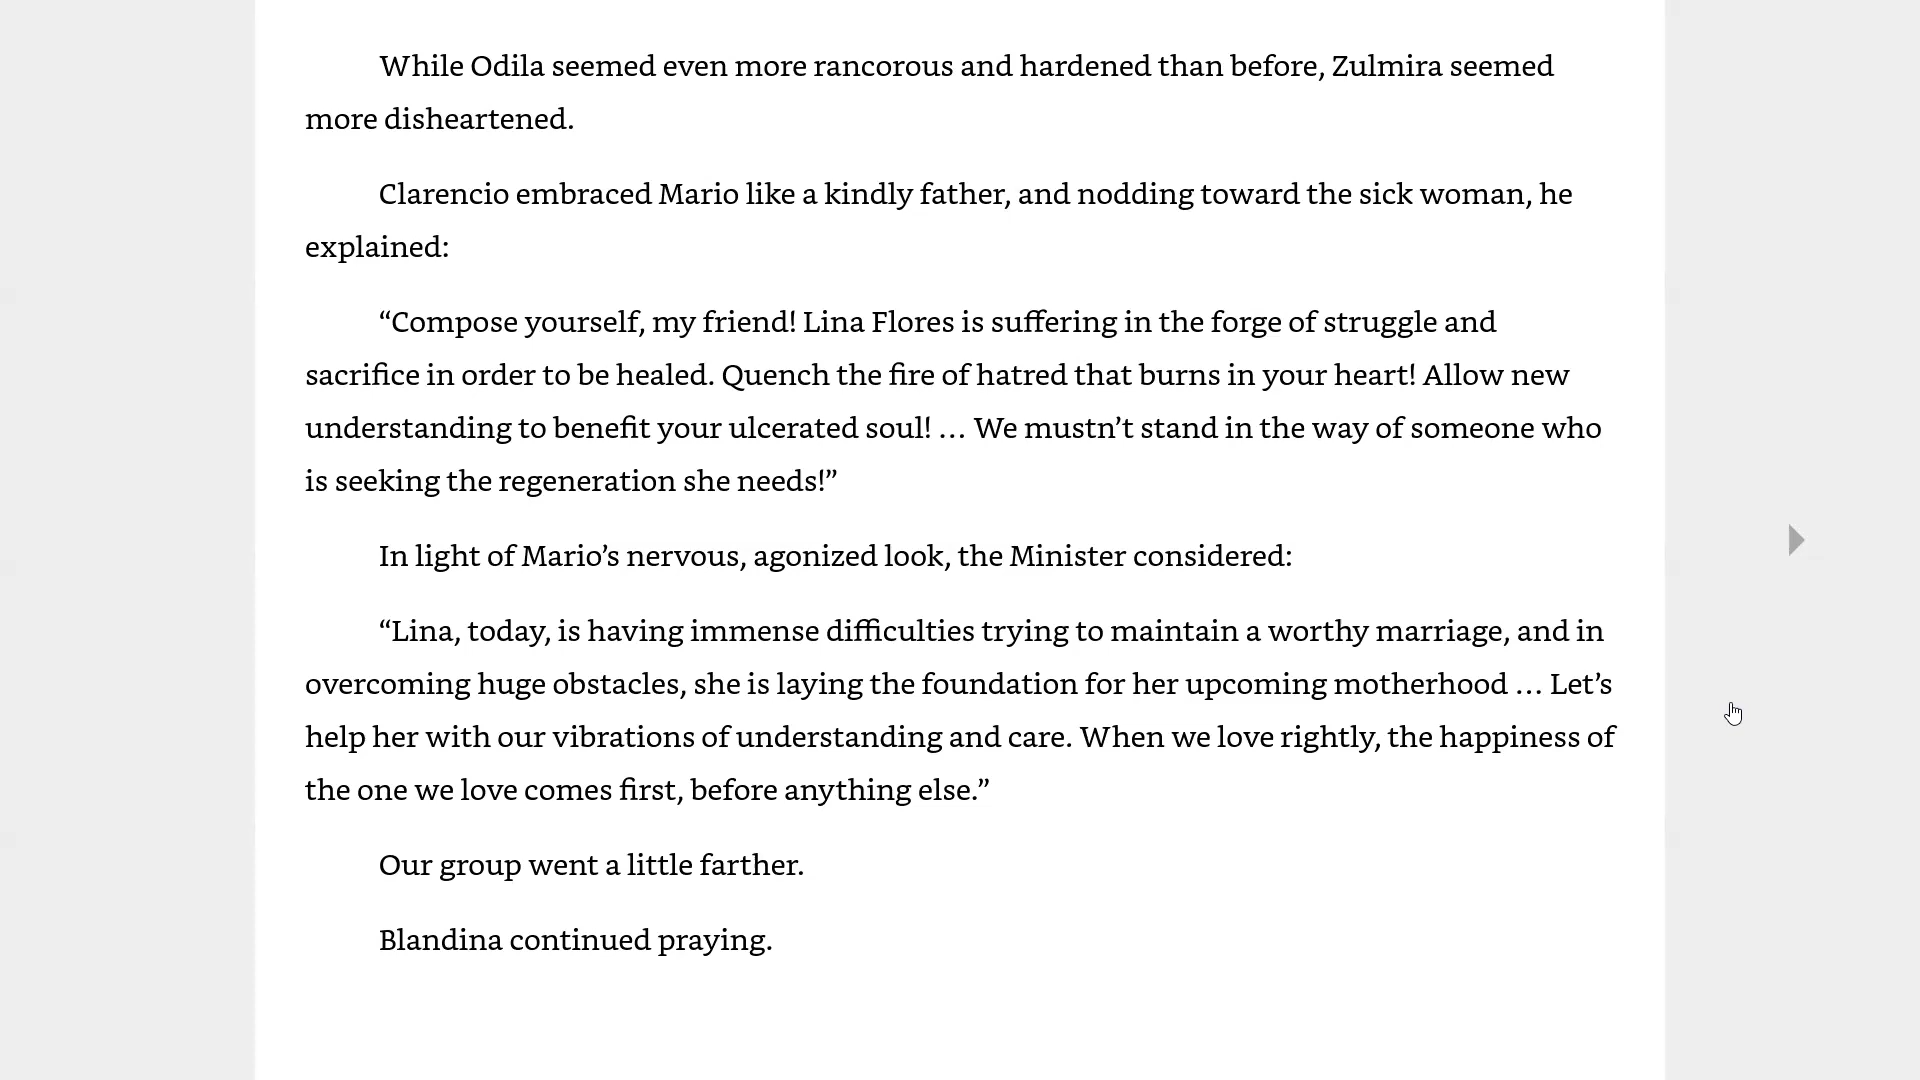 While Odila seemed even more rancorous and hardened than before, Zulmira seemed
more disheartened.
Clarencio embraced Mario like a kindly father, and nodding toward the sick woman, he
explained:
“Compose yourself, my friend! Lina Flores is suffering in the forge of struggle and
sacrifice in order to be healed. Quench the fire of hatred that burns in your heart! Allow new
understanding to benefit your ulcerated soul! … We mustn’t stand in the way of someone who
is seeking the regeneration she needs!”
In light of Mario’s nervous, agonized look, the Minister considered:
“Lina, today, is having immense difficulties trying to maintain a worthy marriage, and in
overcoming huge obstacles, she is laying the foundation for her upcoming motherhood … Let’s
help her with our vibrations of understanding and care. When we love rightly, the happiness of
the one we love comes first, before anything else.”
Our group went a little farther.
Blandina continued praying.